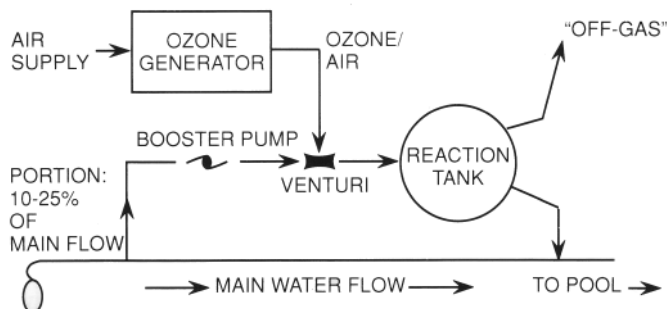 "OFF-GAS"
AIR
SUPPLY
OZONE
GENERATOR
OZONE/
AIR
BOOSTER PUMP
VENTURI
REACTION
TANK
PORTION:
10-25%
OF
MAIN FLOW
MAIN WATER FLOW
TO POOL